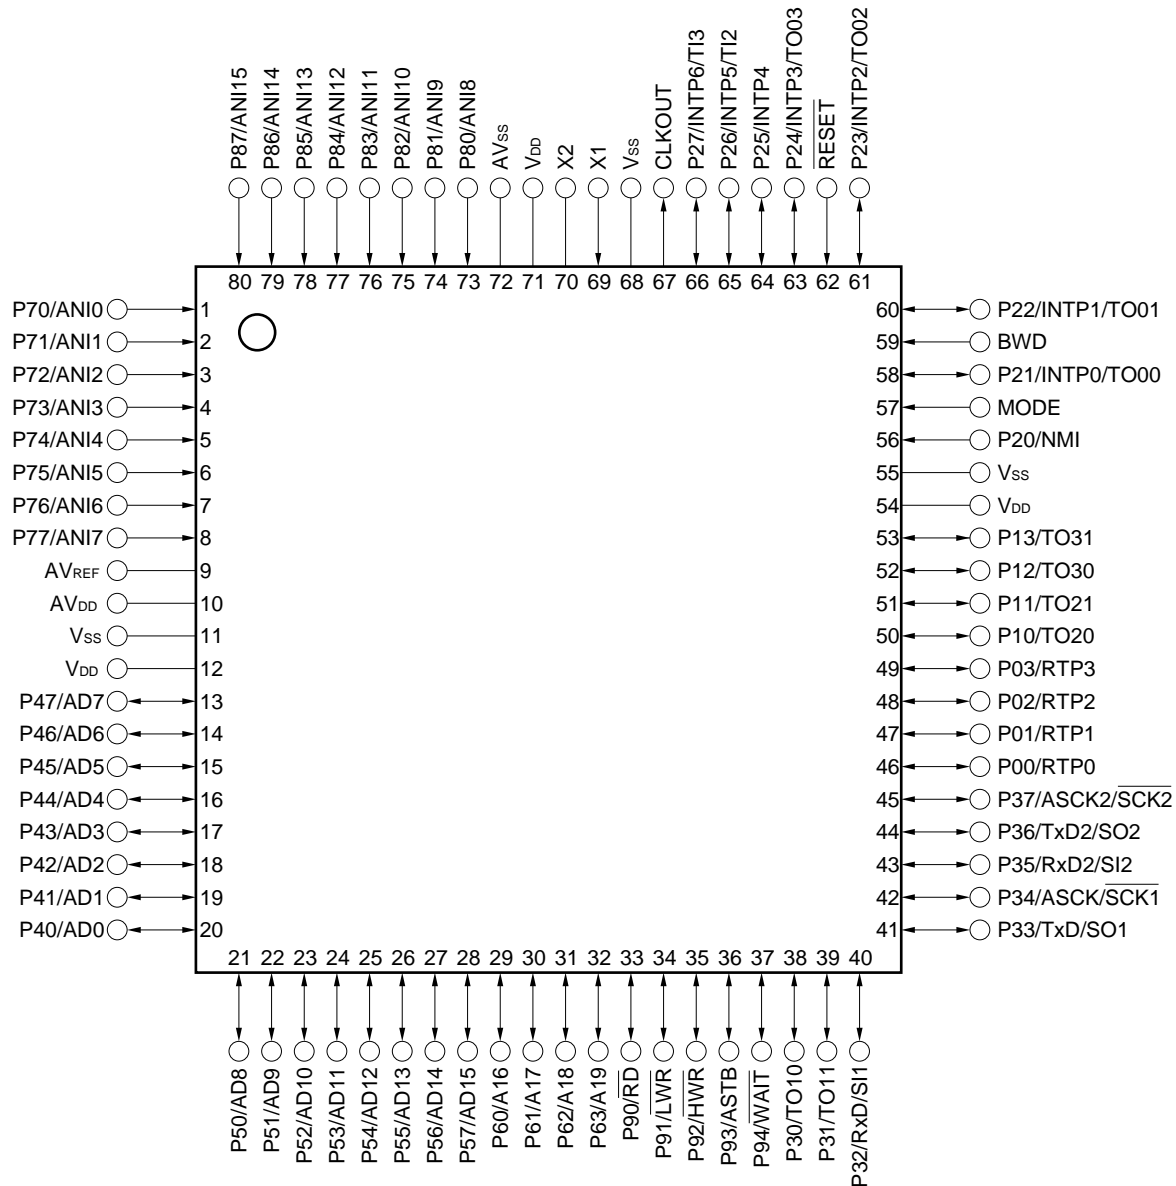 P87/ANI15
P86/ANI14
P85/ANI13
P84/ANI12
P83/ANI11
P82/ANI10
P81/ANI9
P80/ANI8
AVSS
VDD
X2
X1
VSS
CLKOUT
P27/INTP6/TI3
P26/INTP5/TI2
P25/INTP4
P24/INTP3/TO03
RESET
P23/INTP2/TO02
80 79 78 77 76 75 74 73 72 71 70 69 68 67 66 65 64 63 62 61
P70/ANI0 1
P71/ANI1 2
P72/ANI2 3
P73/ANI3 4
P74/ANI4 5
P75/ANI5 6
P76/ANI6 7
P77/ANI7 8
AVREF 9
AVDD 10
VSS 11
VDD 12
P47/AD7 13
P46/AD6 14
P45/AD5 15
P44/AD4 16
P43/AD3 17
P42/AD2 18
P41/AD1 19
P40/AD0 20
60 P22/INTP1/TO01
59 BWD
58 P21/INTP0/TO00
57 MODE
56 P20/NMI
55 VSS
54 VDD
53 P13/TO31
52 P12/TO30
51 P11/TO21
50 P10/TO20
49 P03/RTP3
48 P02/RTP2
47 P01/RTP1
46 P00/RTP0
45 P37/ASCK2/SCK2
44 P36/TxD2/SO2
43 P35/RxD2/SI2
42 P34/ASCK/SCK1
41 P33/TxD/SO1
21 22 23 24 25 26 27 28 29 30 31 32 33 34 35 36 37 38 39 40
P50/AD8
P51/AD9
P52/AD10
P53/AD11
P54/AD12
P55/AD13
P56/AD14
P57/AD15
P60/A16
P61/A17
P62/A18
P63/A19
P90/RD
P91/LWR
P92/HWR
P93/ASTB
P94/WAIT
P30/TO10
P31/TO11
P32/RxD/SI1